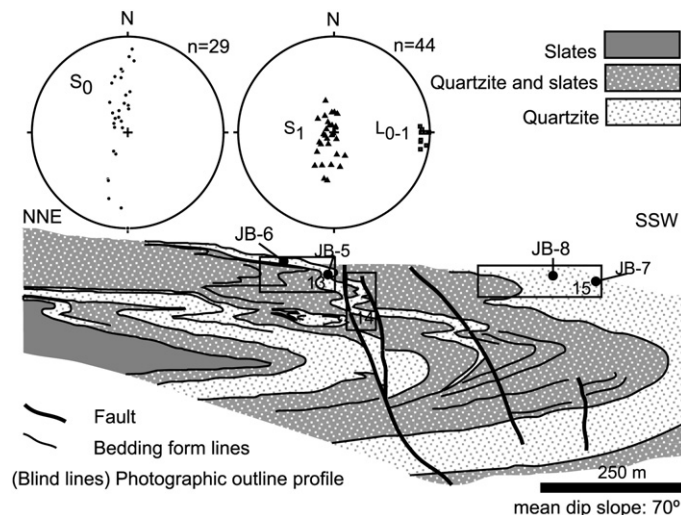 N
n=29
S0
N
n=44
S1
L0-1
Slates
Quartzite and slates
Quartzite
NNE
SSW
JB-6
JB-5
JB-8
JB-7
15
14
Fault
Bedding form lines
(Blind lines) Photographic outline profile
250 m
mean dip slope: 70º